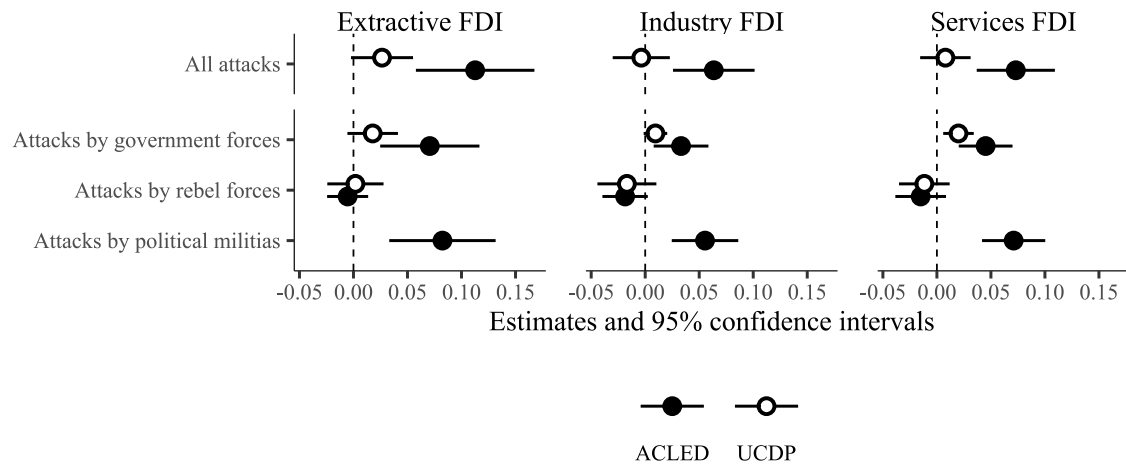 Extractive FDI Industry FDI Services FDI
All attacks
Attacks by government forces
Attacks by rebel forces
Attacks by political militias
-0.05 0.00 0.05 0.10 0.15 -0.05 0.00 0.05 0.10 0.15 -0.05 0.00 0.05 0.10 0.15
Estimates and 95% confidence intervals
ACLED UCDP